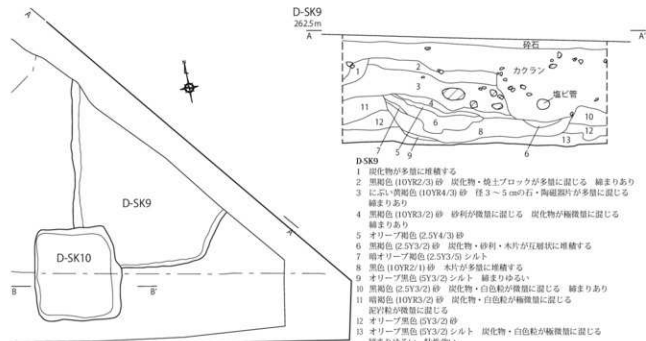 D-SK9
262.5m
A
A'
砕石
カクラン
塩ビ管
1
2
3
4
11
12
6
7
5
9
8
6
10
12
13
A
D-SK9
A'
D-SK10
B
B'
D-SK9
1 炭化物が多量に堆積する
2 黒褐色 (10YR2/3) 砂 炭化物・焼土ブロックが多量に混じる 締まりあり
3 にぶい黄褐色 (10YR4/3) 砂 径3～5㎝の石・陶磁器片が多量に混じる
締まりあり
4 黒褐色 (10YR3/2) 砂 砂利が微量に混じる 炭化物が極微量に混じる
締まりあり
5 オリーブ褐色 (2.5Y4/3) 砂
6 黒褐色 (2.5Y3/2) 砂 炭化物・砂利・木片が互層状に堆積する
7 暗オリーブ褐色 (2.5Y3/5) シルト
8 黒色 (10YR2/1) 砂 木片が多量に堆積する
9 オリーブ黒色 (5Y3/2) シルト 締まりゆるい
10 黒褐色 (2.5Y3/2) 砂 炭化物・白色粒が微量に混じる 締まりあり
11 暗褐色 (10YR3/2) 砂 炭化物・白色粒が極微量に混じる
泥岩粒が微量に混じる
12 オリーブ黒色 (5Y3/2) 砂
13 オリーブ黒色 (5Y3/2) シルト 炭化物・白色粒が極微量に混じる